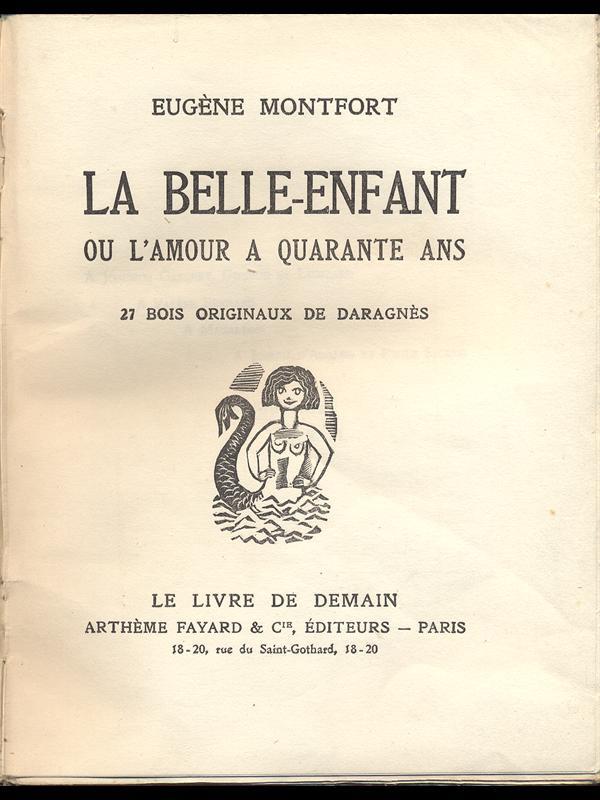 EUGÈNE MONTFORT
LA BELLE-ENFANT
OU L'AMOUR A QUARANTE ANS
27 BOIS ORIGINAUX DE DARAGNÈS
LE LIVRE DE DEMAIN
ARTHÈME FAYARD & CIE, ÉDITEURS — PARIS
18-20, rue du Saint-Gothard, 18-20